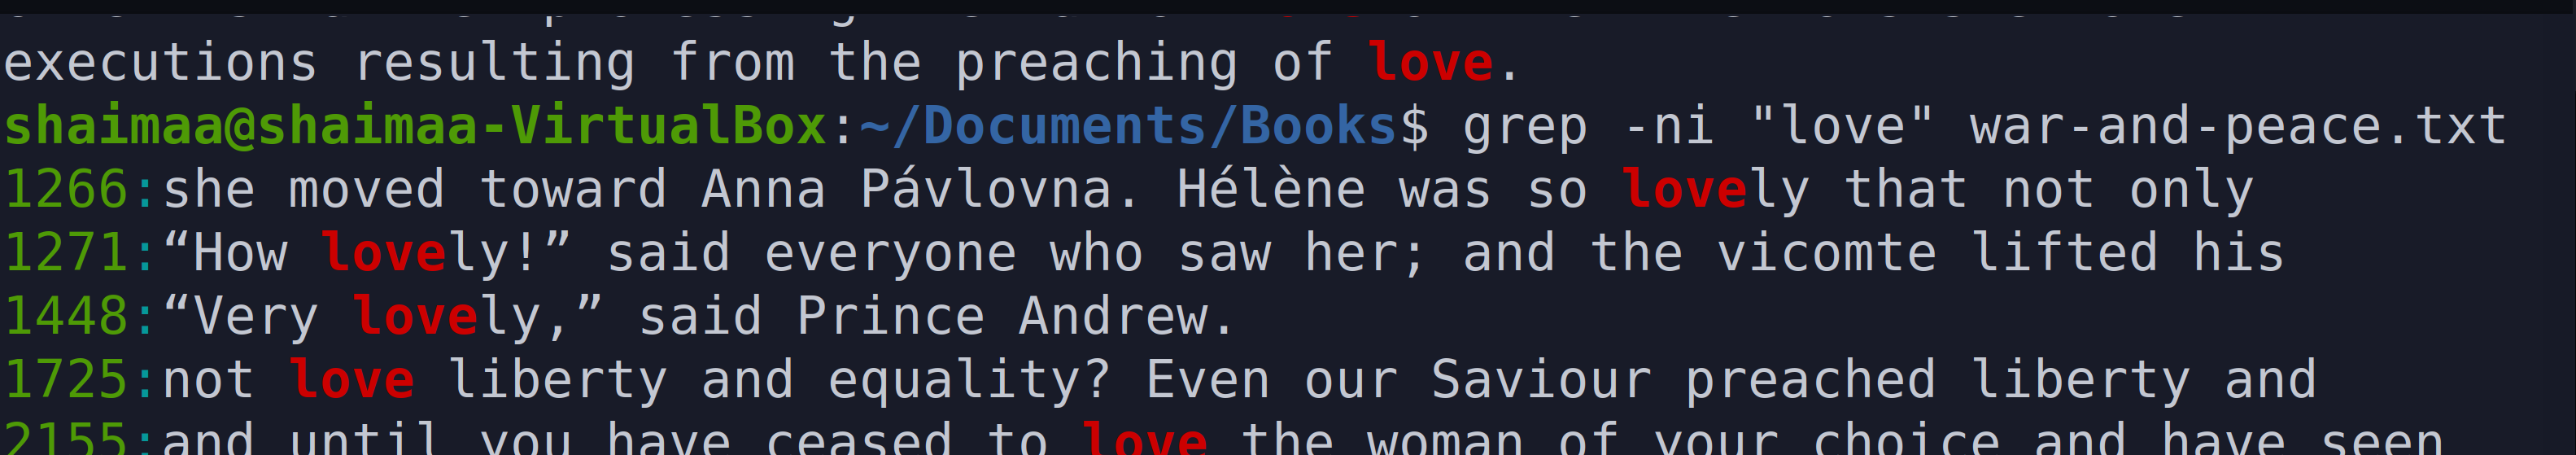 executions resulting from the preaching of love.
shaimaa@shaimaa-VirtualBox:~/Documents/Books$ grep -ni "love" war-and-peace.txt
1266:she moved toward Anna Pávlovna. Hélène was so lovely that not only
1271:“How lovely!” said everyone who saw her; and the vicomte lifted his
1448:“Very lovely,” said Prince Andrew.
1725:not love liberty and equality? Even our Saviour preached liberty and
2155:and until you have ceased to love the woman of your choice and have seen